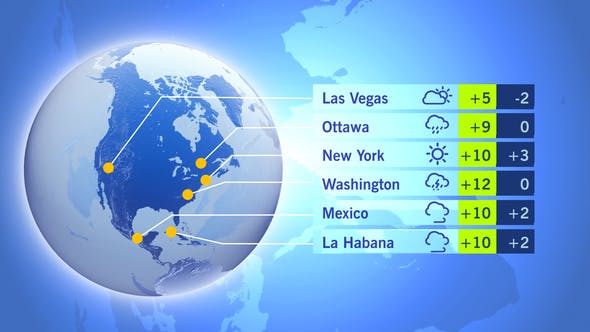 Las Vegas +5 -2
Ottawa +9 0
New York +10 +3
Washington +12 0
Mexico +10 +2
La Habana +10 +2